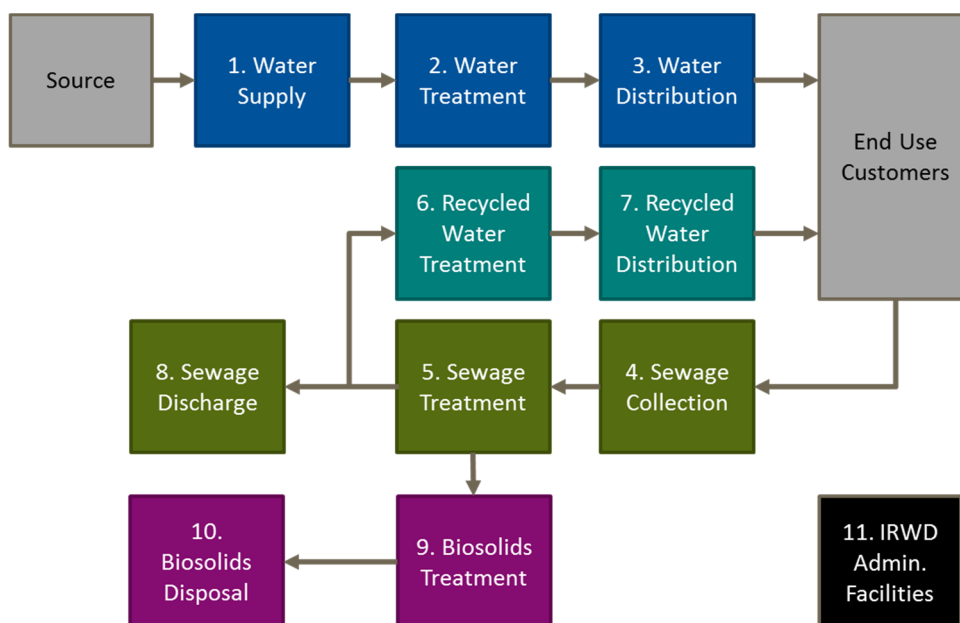 Source
1. Water
Supply
2. Water
Treatment
3. Water
Distribution
End Use
Customers
6. Recycled
Water
Treatment
7. Recycled
Water
Distribution
8. Sewage
Discharge
5. Sewage
Treatment
4. Sewage
Collection
10.
Biosolids
Disposal
9. Biosolids
Treatment
11. IRWD
Admin.
Facilities